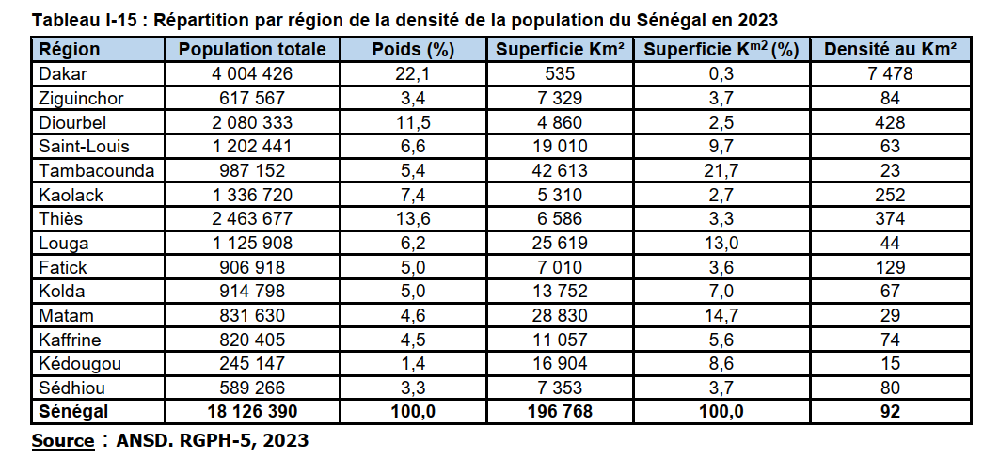 Tableau I-15 : Répartition par région de la densité de la population du Sénégal en 2023
Région Population totale Poids (%) Superficie Km² Superficie Km2 (%) Densité au Km²
Dakar 4 004 426 22,1 535 0,3 7 478
Ziguinchor 617 567 3,4 7 329 3,7 84
Diourbel 2 080 333 11,5 4 860 2,5 428
Saint-Louis 1 202 441 6,6 19 010 9,7 63
Tambacounda 987 152 5,4 42 613 21,7 23
Kaolack 1 336 720 7,4 5 310 2,7 252
Thiès 2 463 677 13,6 6 586 3,3 374
Louga 1 125 908 6,2 25 619 13,0 44
Fatick 906 918 5,0 7 010 3,6 129
Kolda 914 798 5,0 13 752 7,0 67
Matam 831 630 4,6 28 830 14,7 29
Kaffrine 820 405 4,5 11 057 5,6 74
Kédougou 245 147 1,4 16 904 8,6 15
Sédhiou 589 266 3,3 7 353 3,7 80
Sénégal 18 126 390 100,0 196 768 100,0 92
Source : ANSD. RGPH-5, 2023